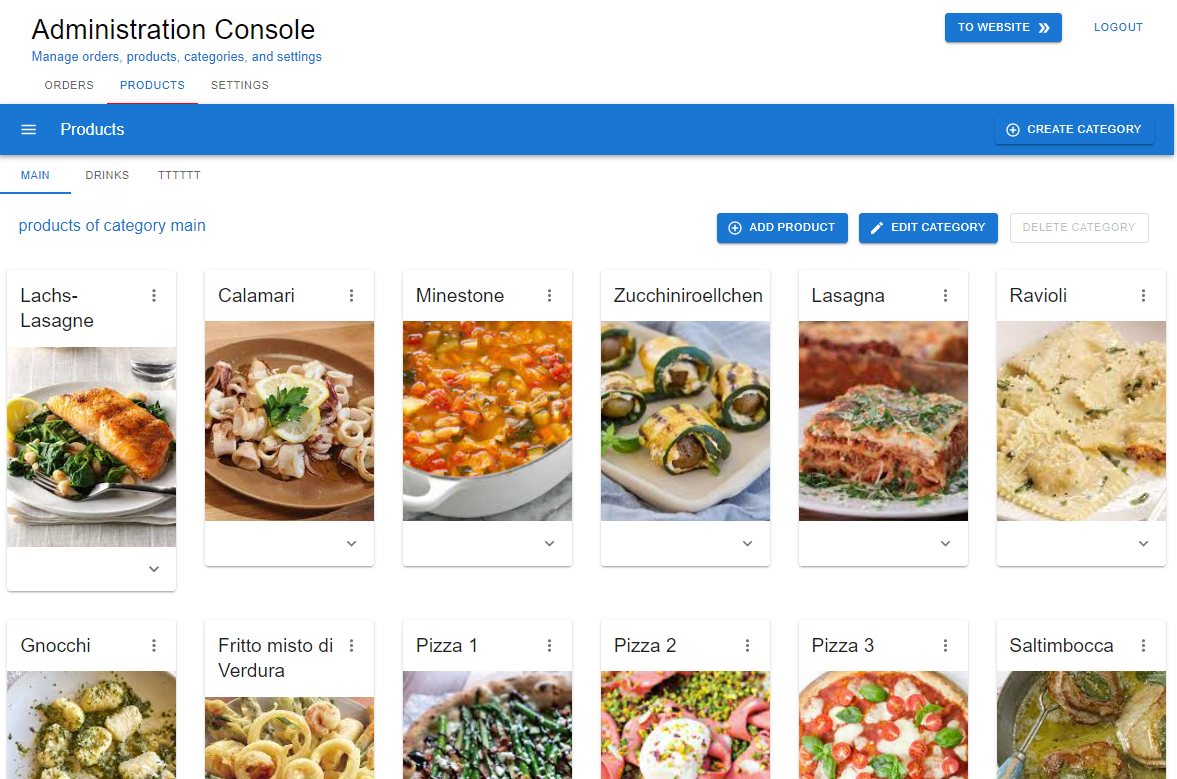 Administration Console
TO WEBSITE
LOGOUT
Manage orders, products, categories, and settings
ORDERS PRODUCTS SETTINGS
Products
CREATE CATEGORY
MAIN DRINKS TTTTTT
products of category main
ADD PRODUCT
EDIT CATEGORY
DELETE CATEGORY
Lachs-
Lasagne
Calamari
Minestone
Zucchiniroellchen
Lasagna
Ravioli
Gnocchi
Fritto misto di
Verdura
Pizza 1
Pizza 2
Pizza 3
Saltimbocca